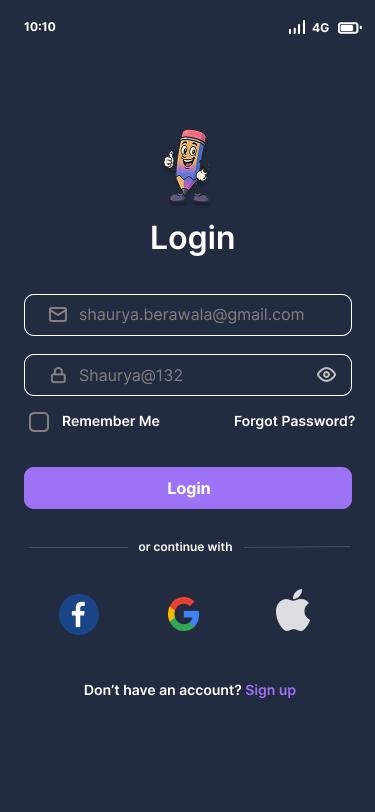 10:10 4G
Login
shaurya.berawala@gmail.com
Shaurya@132
Remember Me Forgot Password?
Login
or continue with
Don't have an account? Sign up